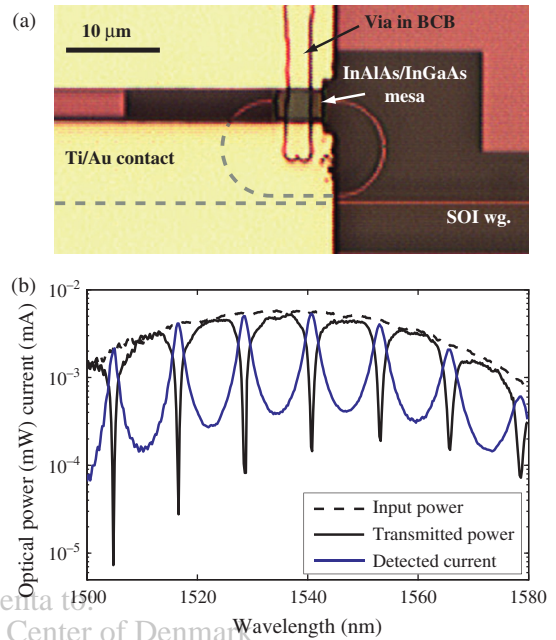 (a)
10 μm
Via in BCB
InAlAs/InGaAs
mesa
Ti/Au contact
SOI wg.
(b)
Optical power (mW) current (mA)
10⁻²
10⁻³
10⁻⁴
10⁻⁵
Input power
Transmitted power
Detected current
1500 1520 1540 1560 1580
Wavelength (nm)
enta to:
Center of Denmark